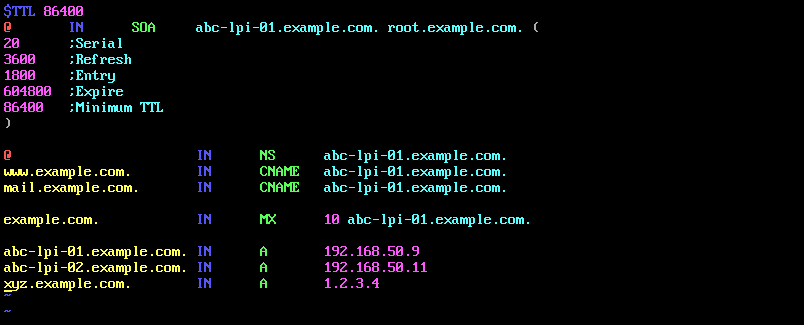 $TTL 86400
@       IN      SOA     abc-lpi-01.example.com. root.example.com. (
20      ;Serial
3600    ;Refresh
1800    ;Entry
604800  ;Expire
86400   ;Minimum TTL
)
@                       IN      NS      abc-lpi-01.example.com.
www.example.com.        IN      CNAME   abc-lpi-01.example.com.
mail.example.com.       IN      CNAME   abc-lpi-01.example.com.
example.com.            IN      MX      10 abc-lpi-01.example.com.
abc-lpi-01.example.com. IN      A       192.168.50.9
abc-lpi-02.example.com. IN      A       192.168.50.11
xyz.example.com.        IN      A       1.2.3.4
~
~